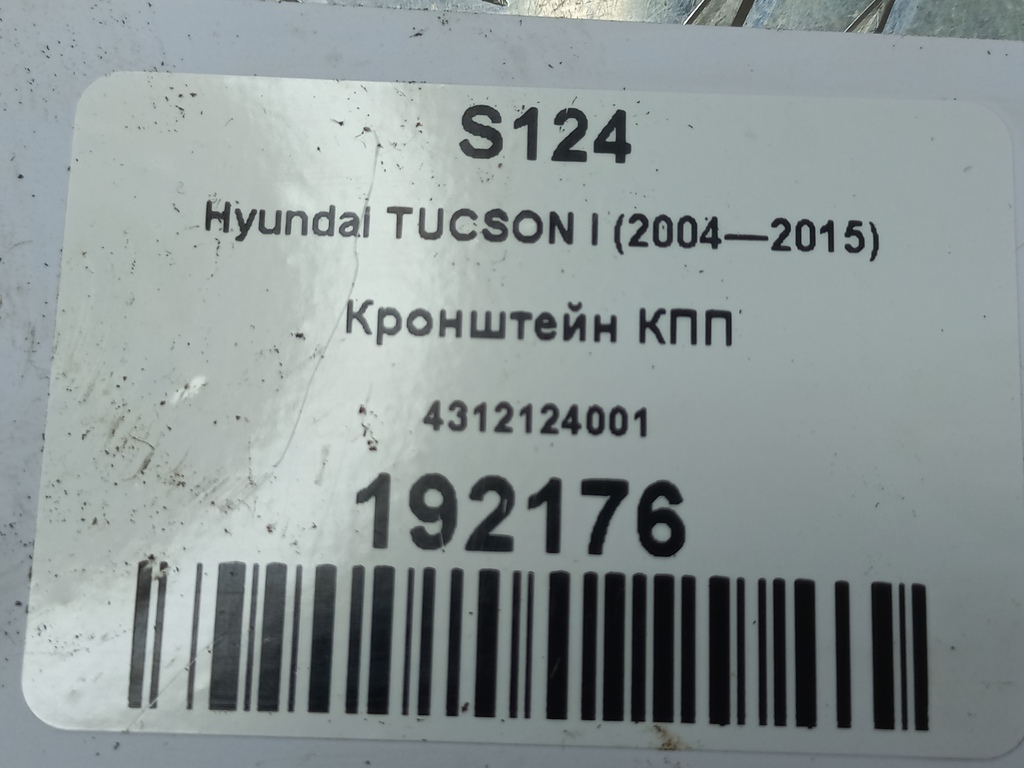 S124
Hyundai TUCSON I (2004—2015)
Кронштейн КПП
4312124001
192176